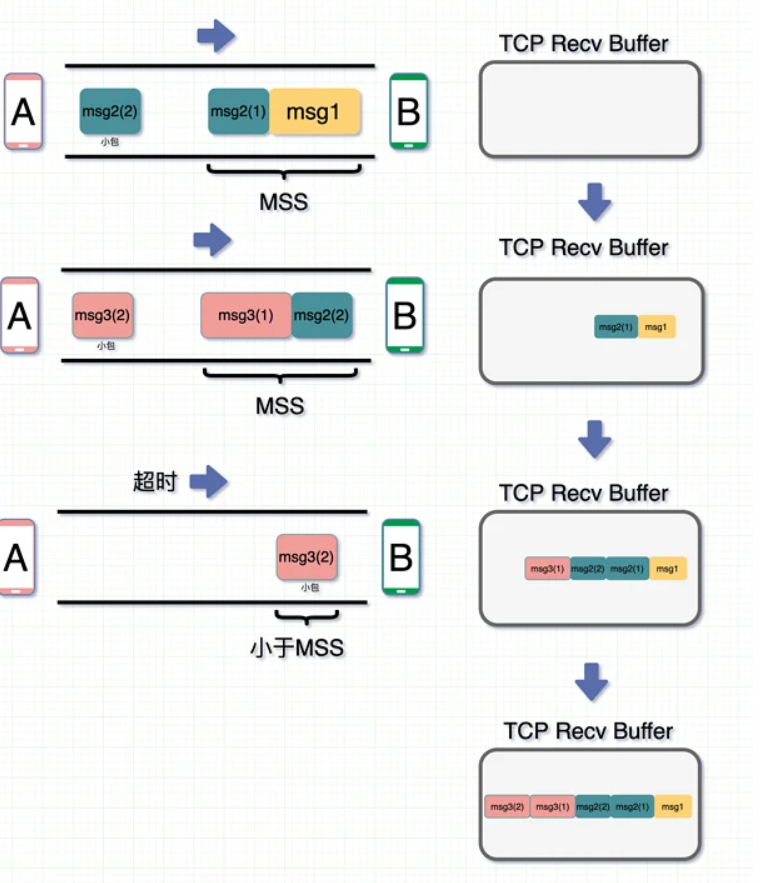 TCP Recv Buffer
A
msg2(2)
小包
msg2(1)
msg1
B
MSS
TCP Recv Buffer
msg2(1)
msg1
A
msg3(2)
小包
msg3(1)
msg2(2)
B
MSS
超时
TCP Recv Buffer
msg3(1)
msg2(2)
msg2(1)
msg1
A
msg3(2)
小包
B
小于MSS
TCP Recv Buffer
msg3(2)
msg3(1)
msg2(2)
msg2(1)
msg1